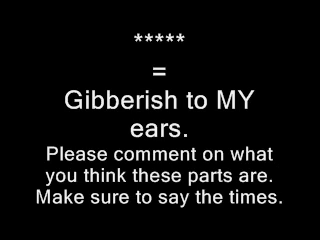 *****
=
Gibberish to MY
ears.
Please comment on what
you think these parts are.
Make sure to say the times.